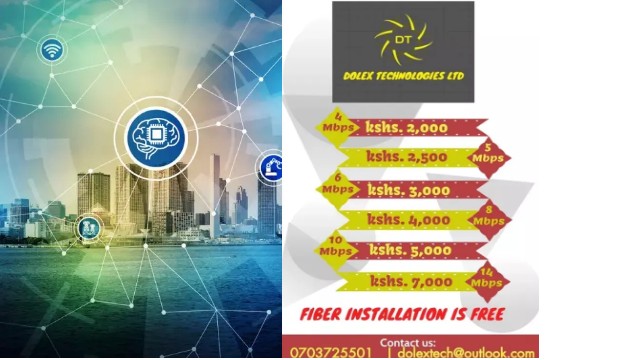 DT
DOLEX TECHNOLOGIES LTD
4 Mbps kshs. 2,000
kshs. 2,500 5 Mbps
6 Mbps kshs. 3,000
kshs. 4,000 8 Mbps
10 Mbps kshs. 5,000
kshs. 7,000 14 Mbps
FIBER INSTALLATION IS FREE
Contact us:
0703725501 | dolextech@outlook.com